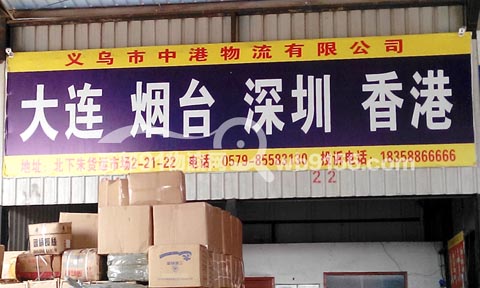 义乌市中港物流有限公司
大连 烟台 深圳 香港
地址：北下朱货运市场2-21-22 电话：0579-85583130 投诉电话：18358866666
22